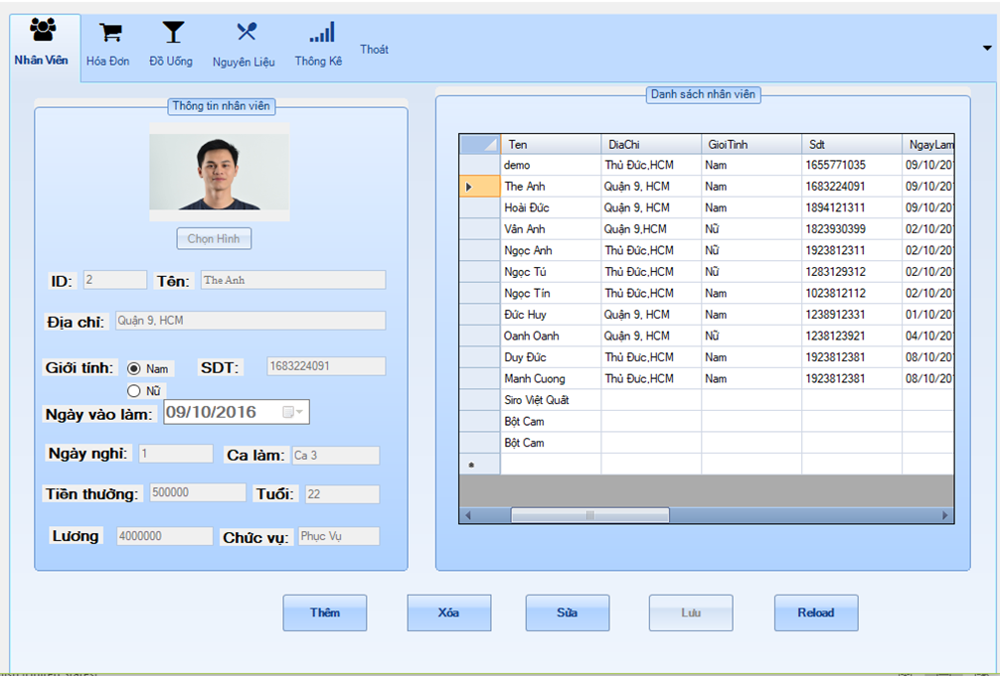 Nhân Viên Hóa Đơn Đồ Uống Nguyên Liệu Thống Kê Thoát
Thông tin nhân viên
Chọn Hình
ID: 2 Tên: The Anh
Địa chỉ: Quận 9, HCM
Giới tính: Nam SDT: 1683224091
Nữ
Ngày vào làm: 09/10/2016
Ngày nghỉ: 1 Ca làm: Ca 3
Tiền thưởng: 500000 Tuổi: 22
Lương 4000000 Chức vụ: Phục Vụ
Danh sách nhân viên
Ten DiaChi GioiTinh Sdt NgayLam
demo Thủ Đức,HCM Nam 1655771035 09/10/201
The Anh Quận 9, HCM Nam 1683224091 09/10/201
Hoài Đức Quận 9, HCM Nam 1894121311 09/10/201
Vân Anh Quận 9,HCM Nữ 1823930399 02/10/201
Ngọc Anh Thủ Đức,HCM Nữ 1923812311 02/10/201
Ngọc Tú Thủ Đức,HCM Nữ 1283129312 02/10/201
Ngọc Tín Thủ Đức,HCM Nam 1023812112 02/10/201
Đức Huy Quận 9, HCM Nam 1238912331 01/10/201
Oanh Oanh Quận 9, HCM Nữ 1238123921 04/10/201
Duy Đức Thủ Đưc,HCM Nam 1923812381 08/10/201
Manh Cuong Thủ Đưc,HCM Nam 1923812381 08/10/201
Siro Việt Quất
Bột Cam
Bột Cam
Thêm Xóa Sửa Lưu Reload